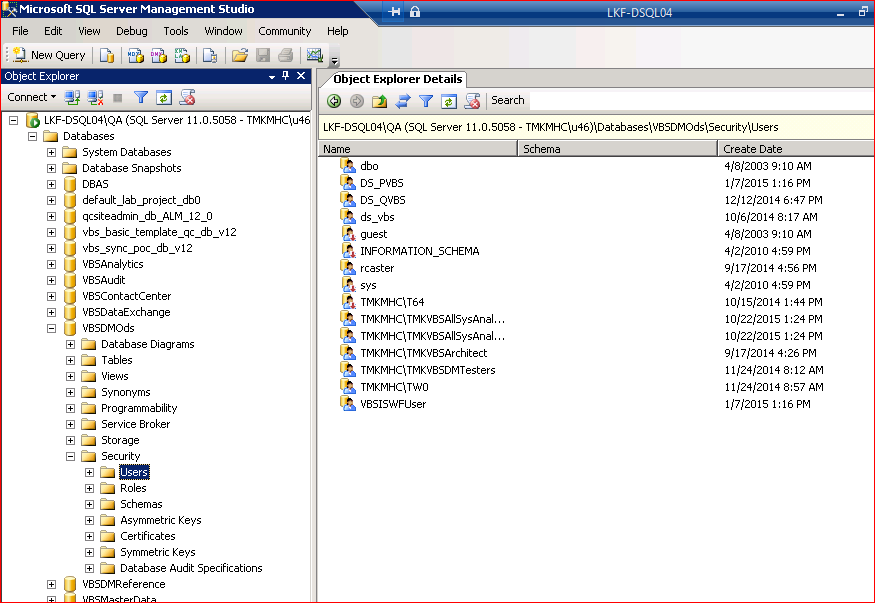 Microsoft SQL Server Management Studio
LKF-DSQL04
File Edit View Debug Tools Window Community Help
New Query
Object Explorer
Connect
LKF-DSQL04\QA (SQL Server 11.0.5058 - TMKMHC\u46
Databases
System Databases
Database Snapshots
DBAS
default_lab_project_db0
qcsiteadmin_db_ALM_12_0
vbs_basic_template_qc_db_v12
vbs_sync_poc_db_v12
VBSAnalytics
VBSAudit
VBSContactCenter
VBSDataExchange
VBSDMOds
Database Diagrams
Tables
Views
Synonyms
Programmability
Service Broker
Storage
Security
Users
Roles
Schemas
Asymmetric Keys
Certificates
Symmetric Keys
Database Audit Specifications
VBSDMReference
VBSMasterData
Object Explorer Details
Search
LKF-DSQL04\QA (SQL Server 11.0.5058 - TMKMHC\u46)\Databases\VBSDMOds\Security\Users
Name Schema Create Date
dbo 4/8/2003 9:10 AM
DS_PVBS 1/7/2015 1:16 PM
DS_QVBS 12/12/2014 6:47 PM
ds_vbs 10/6/2014 8:17 AM
guest 4/8/2003 9:10 AM
INFORMATION_SCHEMA 4/2/2010 4:59 PM
rcaster 9/17/2014 4:56 PM
sys 4/2/2010 4:59 PM
TMKMHC\T64 10/15/2014 1:44 PM
TMKMHC\TMKVBSAllSysAnal... 10/22/2015 1:24 PM
TMKMHC\TMKVBSAllSysAnal... 10/22/2015 1:24 PM
TMKMHC\TMKVBSArchitect 9/17/2014 4:26 PM
TMKMHC\TMKVBSDMTesters 11/24/2014 8:12 AM
TMKMHC\TW0 11/24/2014 8:57 AM
VBSISWFUser 1/7/2015 1:16 PM